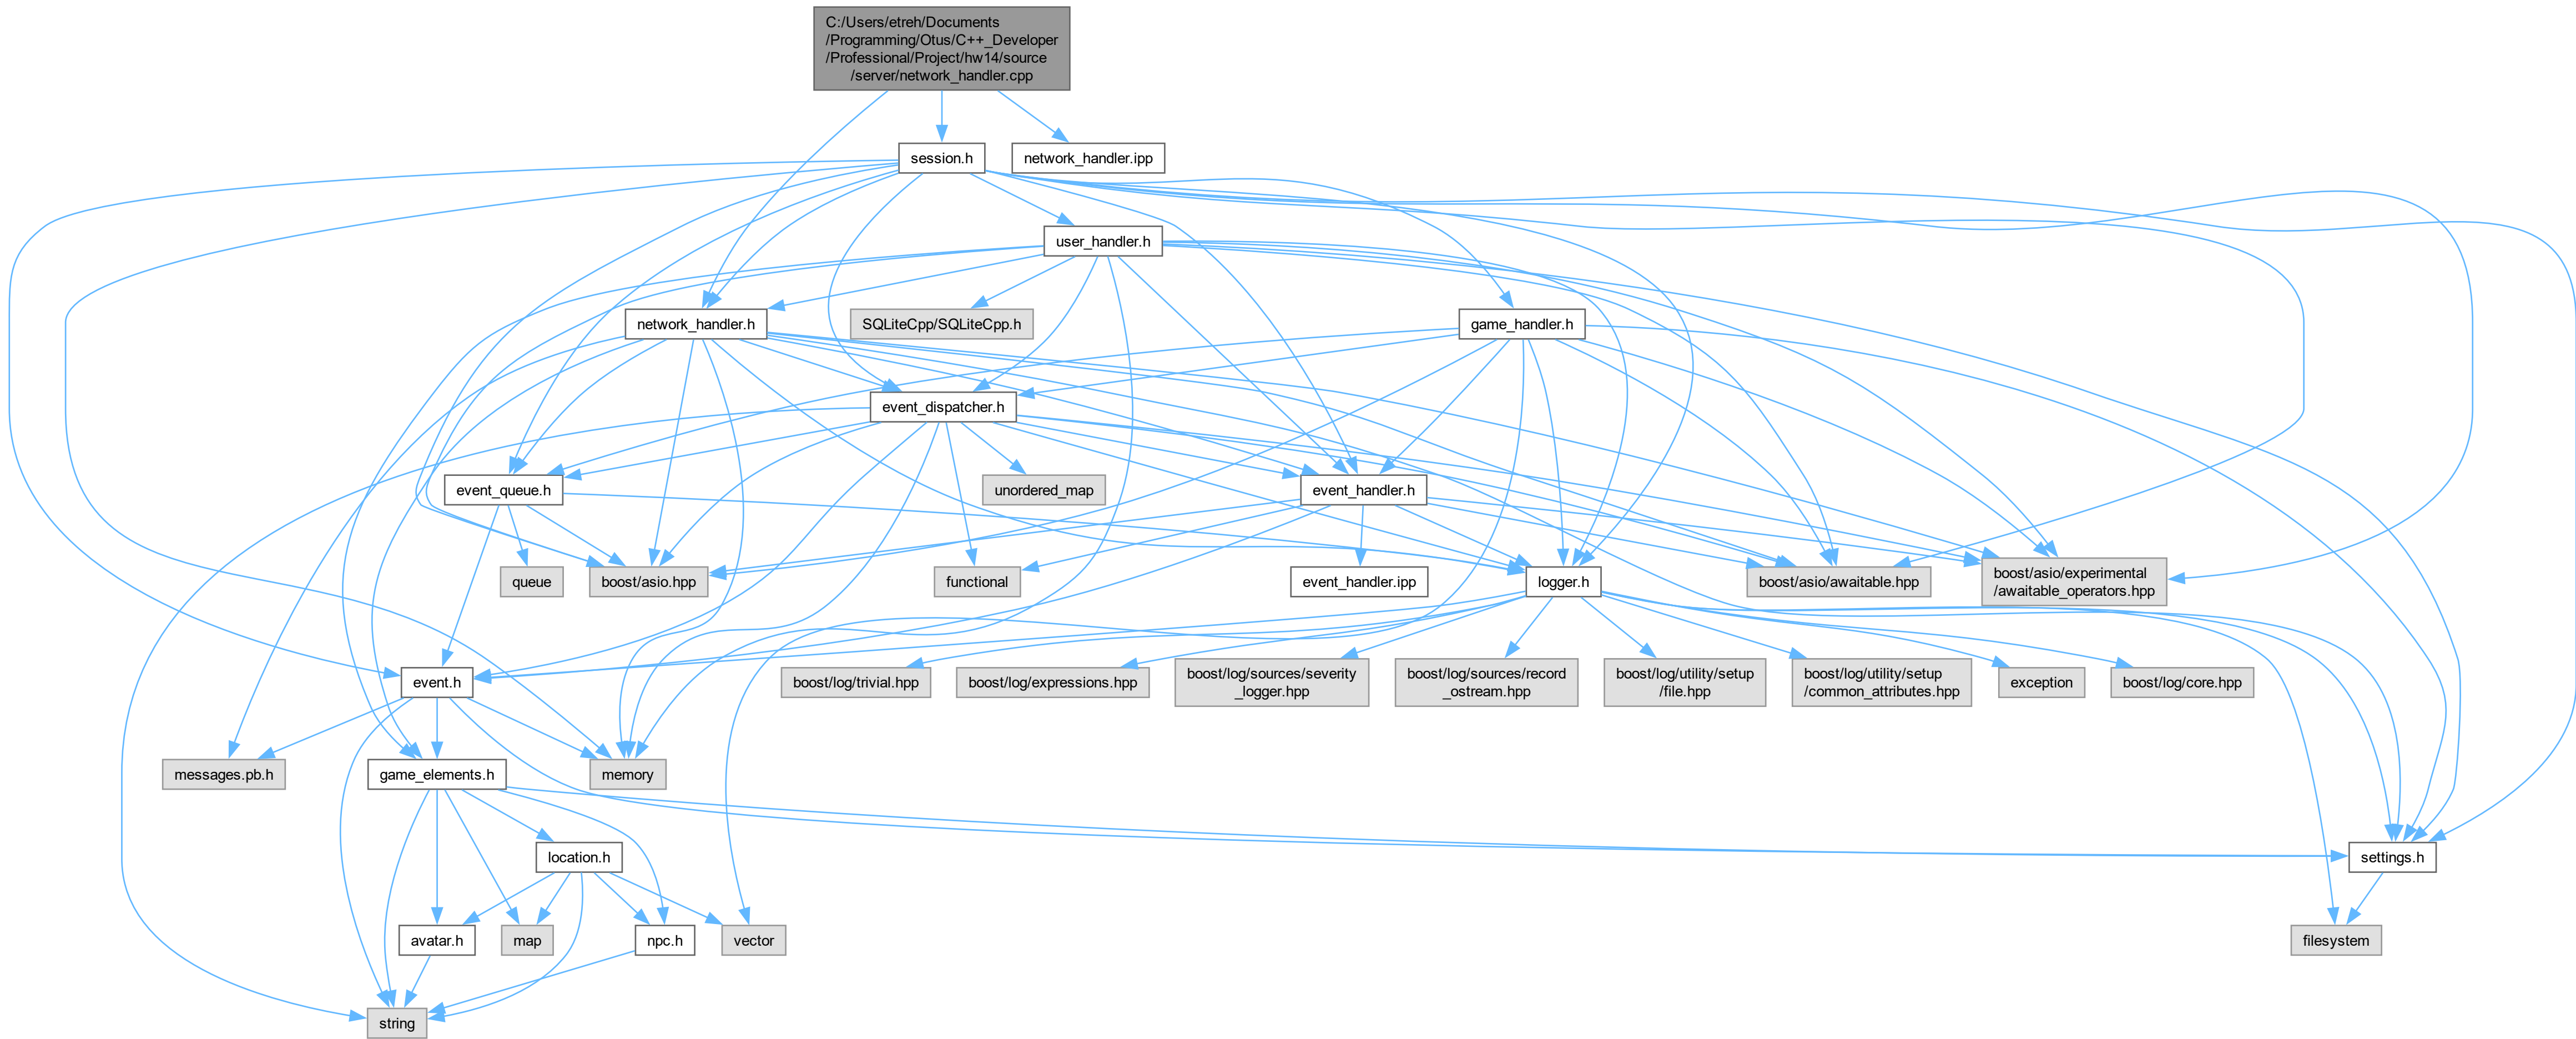 C:/Users/etreh/Documents
/Programming/Otus/C++_Developer
/Professional/Project/hw14/source
/server/network_handler.cpp
session.h
network_handler.ipp
user_handler.h
network_handler.h
SQLiteCpp/SQLiteCpp.h
game_handler.h
event_dispatcher.h
event_queue.h
unordered_map
event_handler.h
queue
boost/asio.hpp
functional
event_handler.ipp
logger.h
boost/asio/awaitable.hpp
boost/asio/experimental
/awaitable_operators.hpp
event.h
boost/log/trivial.hpp
boost/log/expressions.hpp
boost/log/sources/severity
_logger.hpp
boost/log/sources/record
_ostream.hpp
boost/log/utility/setup
/file.hpp
boost/log/utility/setup
/common_attributes.hpp
exception
boost/log/core.hpp
messages.pb.h
game_elements.h
memory
location.h
settings.h
avatar.h
map
npc.h
vector
filesystem
string